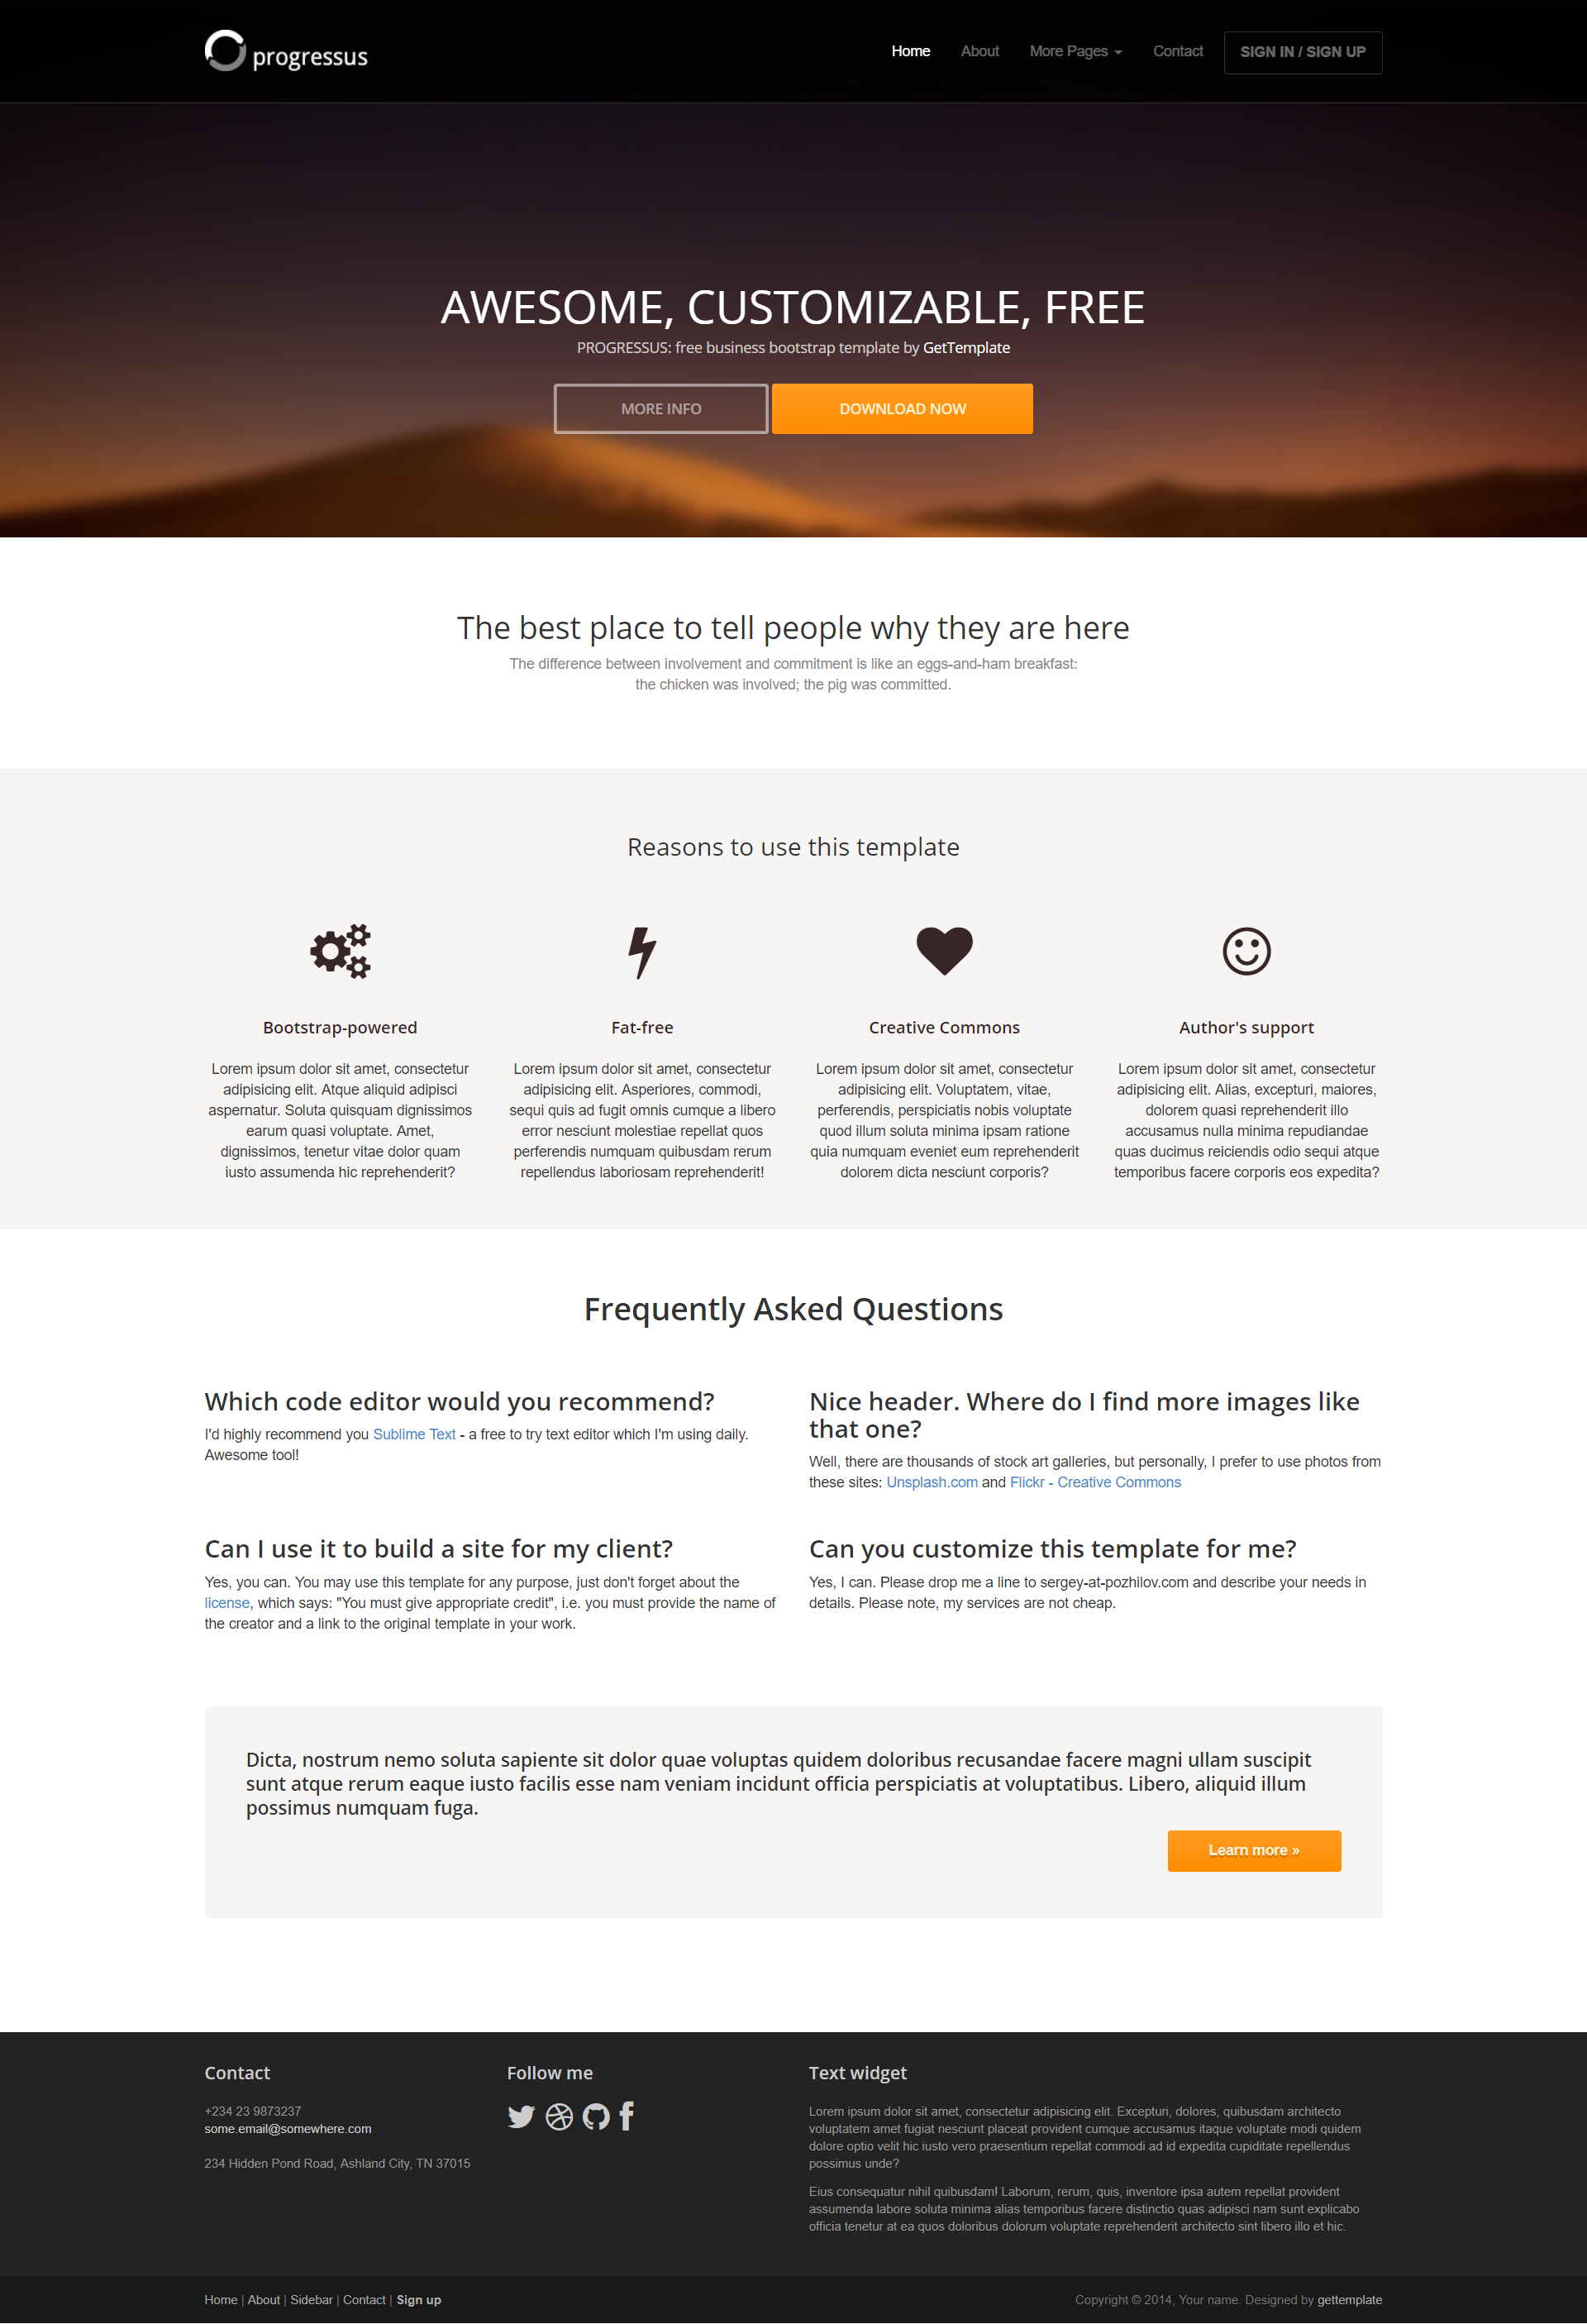 progressus
Home About More Pages Contact SIGN IN / SIGN UP
AWESOME, CUSTOMIZABLE, FREE
PROGRESSUS: free business bootstrap template by GetTemplate
MORE INFO DOWNLOAD NOW
The best place to tell people why they are here
The difference between involvement and commitment is like an eggs-and-ham breakfast:
the chicken was involved; the pig was committed.
Reasons to use this template
Bootstrap-powered
Lorem ipsum dolor sit amet, consectetur
adipisicing elit. Atque aliquid adipisci
aspernatur. Soluta quisquam dignissimos
earum quasi voluptate. Amet,
dignissimos, tenetur vitae dolor quam
iusto assumenda hic reprehenderit?
Fat-free
Lorem ipsum dolor sit amet, consectetur
adipisicing elit. Asperiores, commodi,
sequi quis ad fugit omnis cumque a libero
error nesciunt molestiae repellat quos
perferendis numquam quibusdam rerum
repellendus laboriosam reprehenderit!
Creative Commons
Lorem ipsum dolor sit amet, consectetur
adipisicing elit. Voluptatem, vitae,
perferendis, perspiciatis nobis voluptate
quod illum soluta minima ipsam ratione
quia numquam eveniet eum reprehenderit
dolorem dicta nesciunt corporis?
Author's support
Lorem ipsum dolor sit amet, consectetur
adipisicing elit. Alias, excepturi, maiores,
dolorem quasi reprehenderit illo
accusamus nulla minima repudiandae
quas ducimus reiciendis odio sequi atque
temporibus facere corporis eos expedita?
Frequently Asked Questions
Which code editor would you recommend?
I'd highly recommend you Sublime Text - a free to try text editor which I'm using daily.
Awesome tool!
Nice header. Where do I find more images like
that one?
Well, there are thousands of stock art galleries, but personally, I prefer to use photos from
these sites: Unsplash.com and Flickr - Creative Commons
Can I use it to build a site for my client?
Yes, you can. You may use this template for any purpose, just don't forget about the
license, which says: "You must give appropriate credit", i.e. you must provide the name of
the creator and a link to the original template in your work.
Can you customize this template for me?
Yes, I can. Please drop me a line to sergey-at-pozhilov.com and describe your needs in
details. Please note, my services are not cheap.
Dicta, nostrum nemo soluta sapiente sit dolor quae voluptas quidem doloribus recusandae facere magni ullam suscipit
sunt atque rerum eaque iusto facilis esse nam veniam incidunt officia perspiciatis at voluptatibus. Libero, aliquid illum
possimus numquam fuga.
Learn more »
Contact
+234 23 9873237
some.email@somewhere.com
234 Hidden Pond Road, Ashland City, TN 37015
Follow me
Text widget
Lorem ipsum dolor sit amet, consectetur adipisicing elit. Excepturi, dolores, quibusdam architecto
voluptatem amet fugiat nesciunt placeat provident cumque accusamus itaque voluptate modi quidem
dolore optio velit hic iusto vero praesentium repellat commodi ad id expedita cupiditate repellendus
possimus unde?
Eius consequatur nihil quibusdam! Laborum, rerum, quis, inventore ipsa autem repellat provident
assumenda labore soluta minima alias temporibus facere distinctio quas adipisci nam sunt explicabo
officia tenetur at ea quos doloribus dolorum voluptate reprehenderit architecto sint libero illo et hic.
Home | About | Sidebar | Contact | Sign up
Copyright © 2014, Your name. Designed by gettemplate